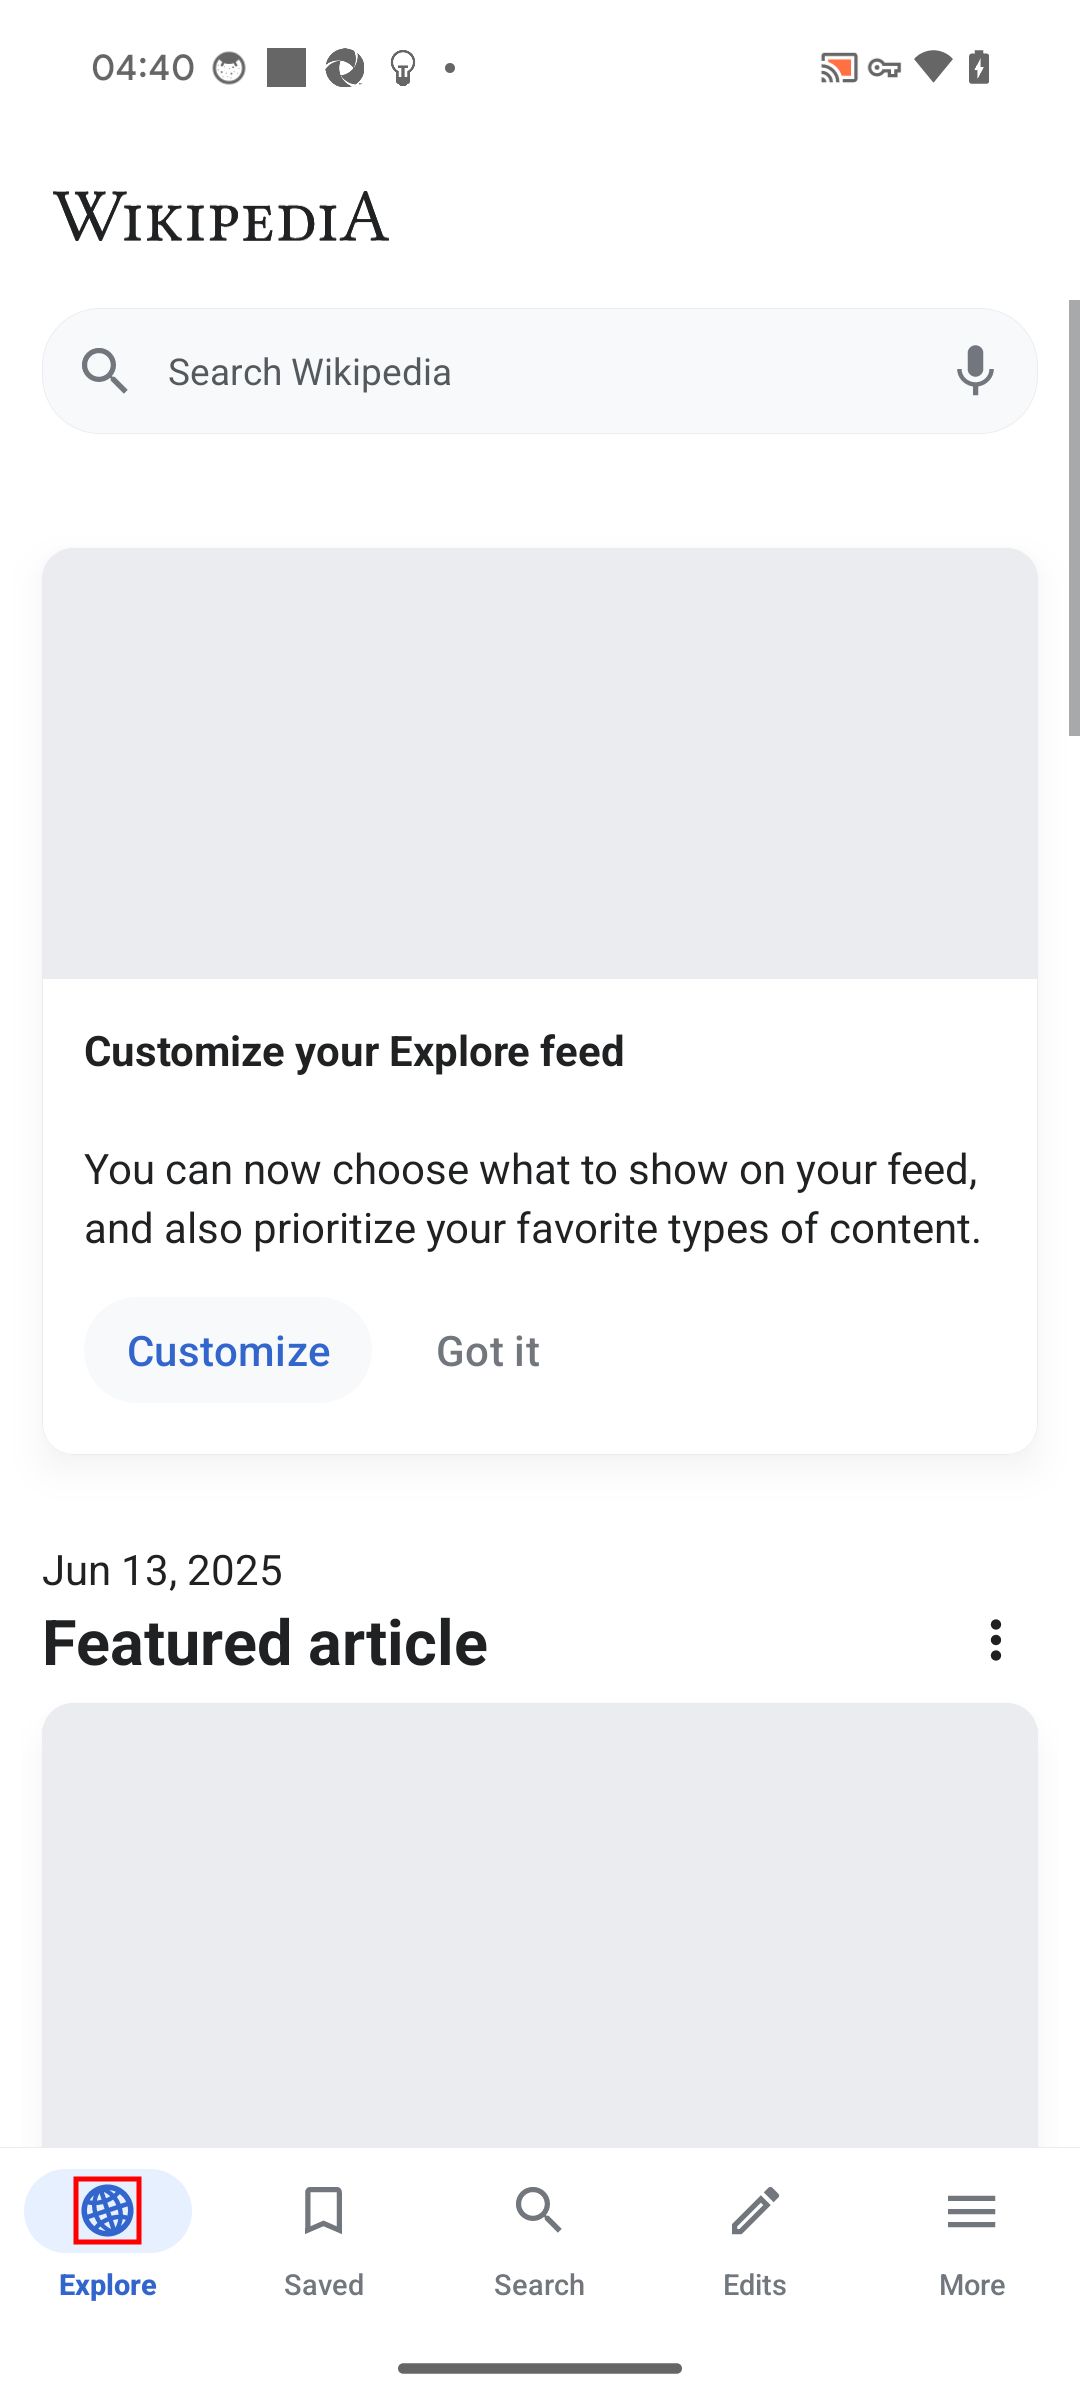 04:40
WIKIPEDIA
Search Wikipedia
Customize your Explore feed
You can now choose what to show on your feed,
and also prioritize your favorite types of content.
Customize
Got it
Jun 13, 2025
Featured article
Explore
Saved
Search
Edits
More